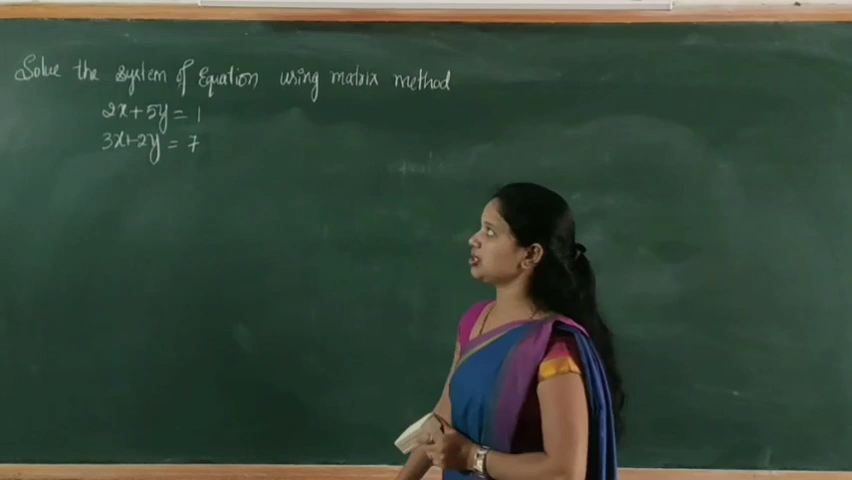 Solve the system of Equation using matrix method
2x+5y = 1
3x+2y = 7